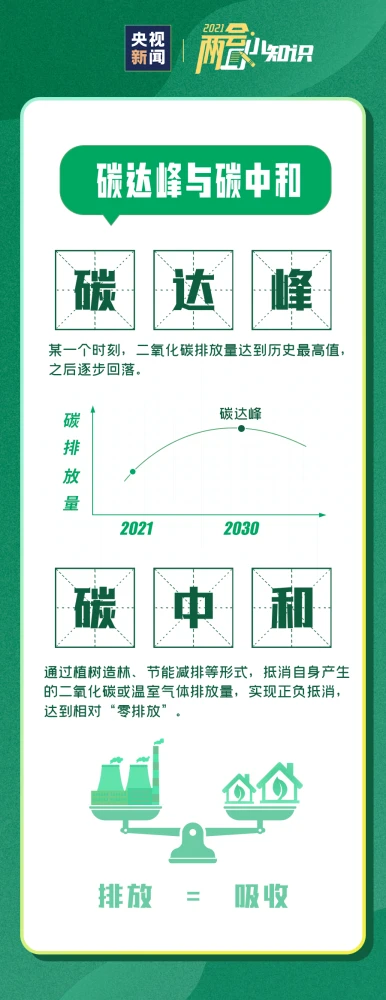 央视
新闻
2021
两会小知识
碳达峰与碳中和
碳达峰
某一个时刻，二氧化碳排放量达到历史最高值，
之后逐步回落。
碳排放量
碳达峰
2021 2030
碳中和
通过植树造林、节能减排等形式，抵消自身产生
的二氧化碳或温室气体排放量，实现正负抵消，
达到相对“零排放”。
排放 = 吸收